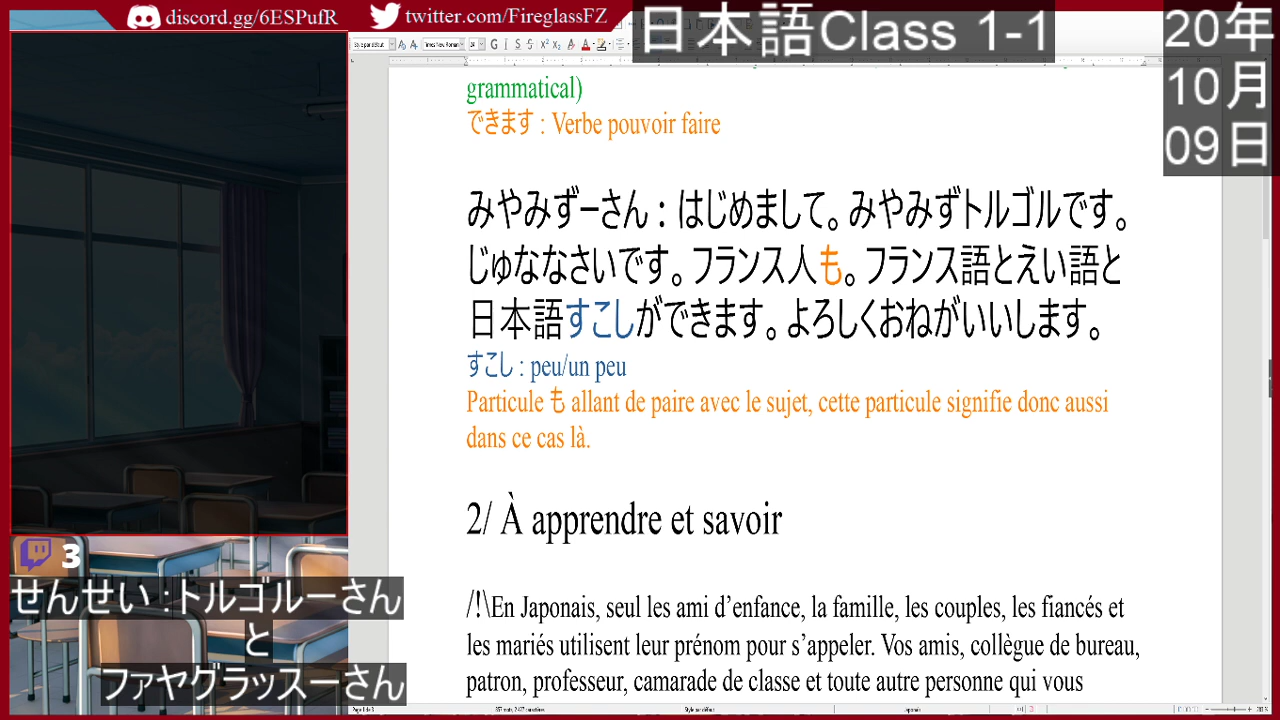 discord.gg/6ESPufR
twitter.com/FireglassFZ
日本語Class 1-1
20年
10月
09日
grammatical)
できます : Verbe pouvoir faire
みやみずーさん : はじめまして。みやみずトルゴルです。
じゅななさいです。フランス人も。フランス語とえい語と
日本語すこしができます。よろしくおねがいいします。
すこし : peu/un peu
Particule も allant de paire avec le sujet, cette particule signifie donc aussi
dans ce cas là.
2/ À apprendre et savoir
/!\En Japonais, seul les ami d’enfance, la famille, les couples, les fiancés et
les mariés utilisent leur prénom pour s’appeler. Vos amis, collègue de bureau,
patron, professeur, camarade de classe et toute autre personne qui vous
3
せんせい :トルゴルーさん
と
ファヤグラッスーさん